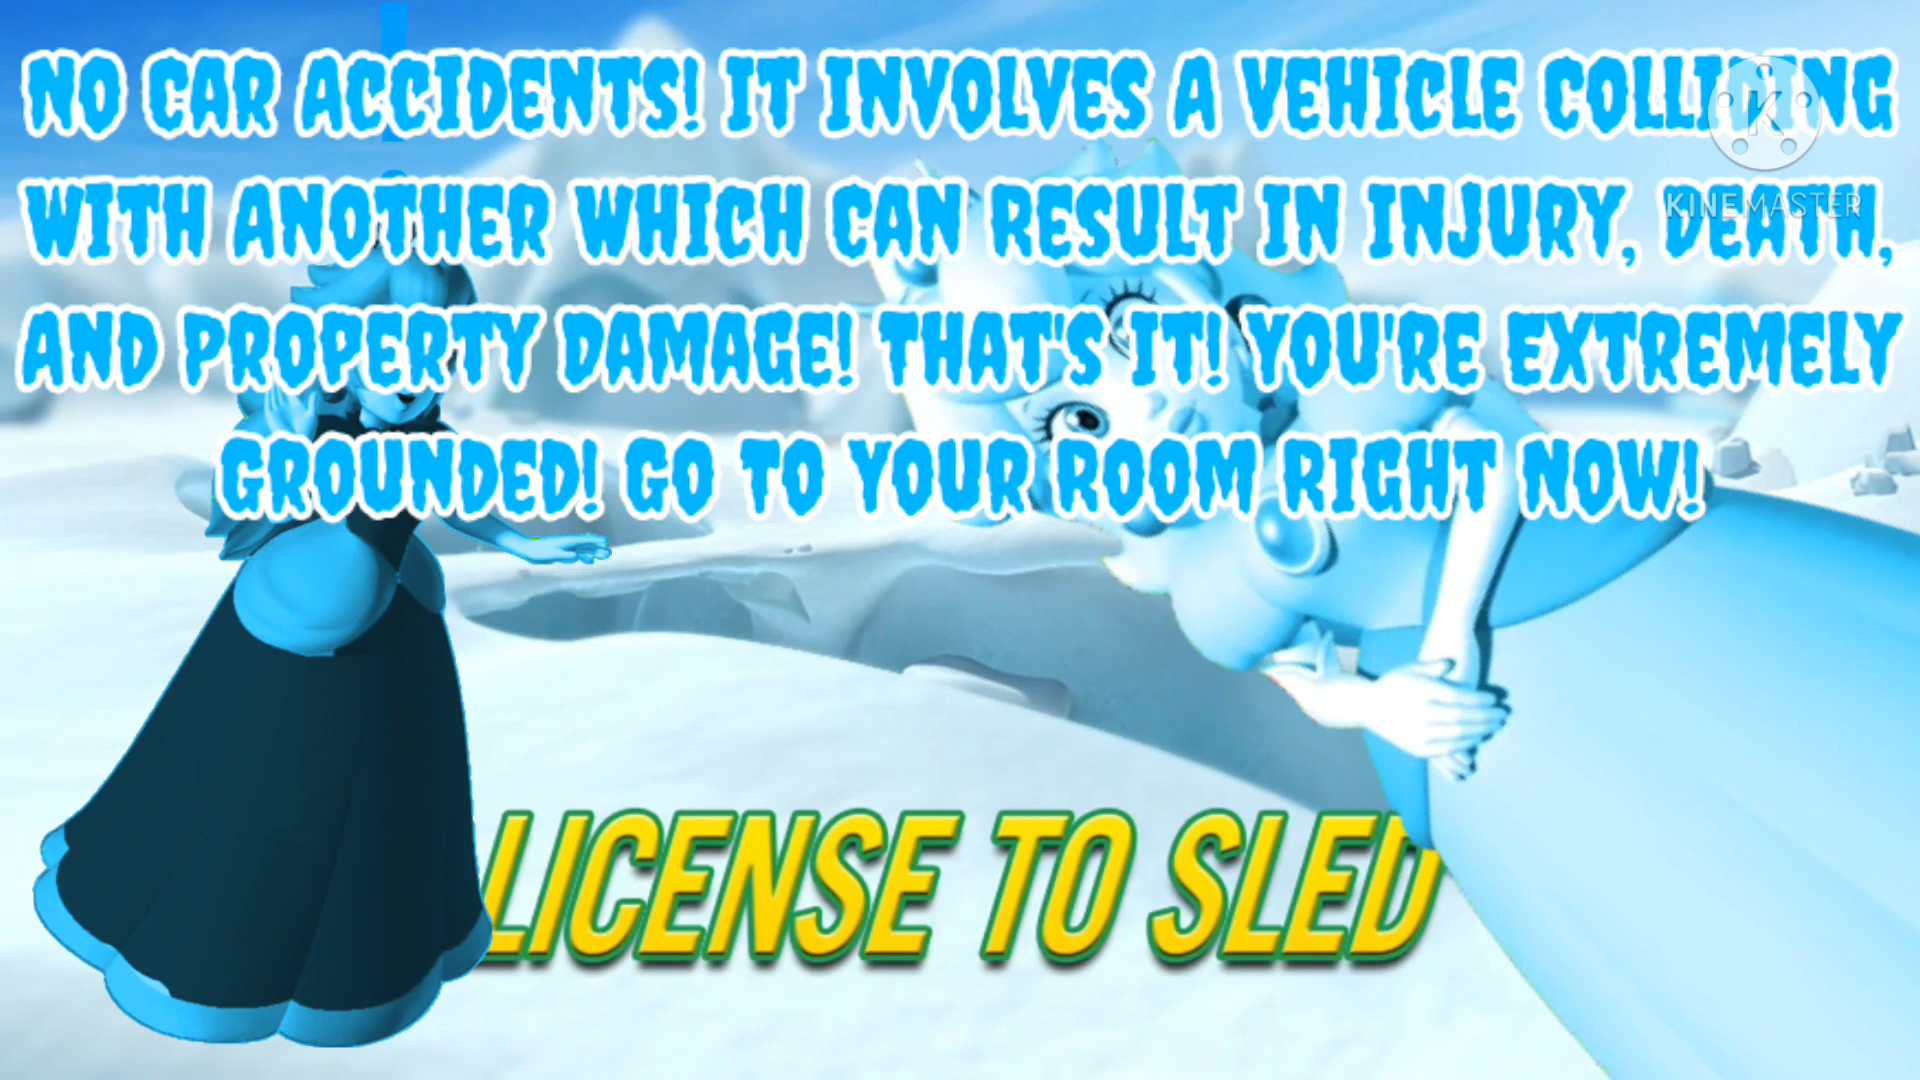 NO CAR ACCIDENTS! IT INVOLVES A VEHICLE COLLIDING
WITH ANOTHER WHICH CAN RESULT IN INJURY, DEATH,
AND PROPERTY DAMAGE! THAT'S IT! YOU'RE EXTREMELY
GROUNDED! GO TO YOUR ROOM RIGHT NOW!
K
KINEMASTER
LICENSE TO SLED